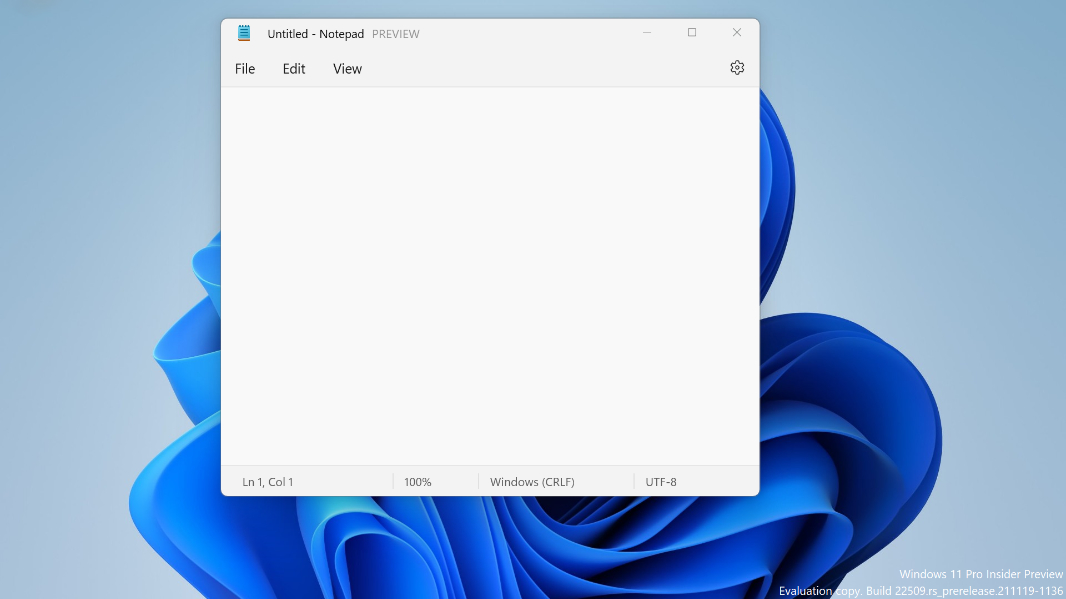 Untitled - Notepad PREVIEW
File Edit View
Ln 1, Col 1 100% Windows (CRLF) UTF-8
Windows 11 Pro Insider Preview
Evaluation copy. Build 22509.rs_prerelease.211119-1136